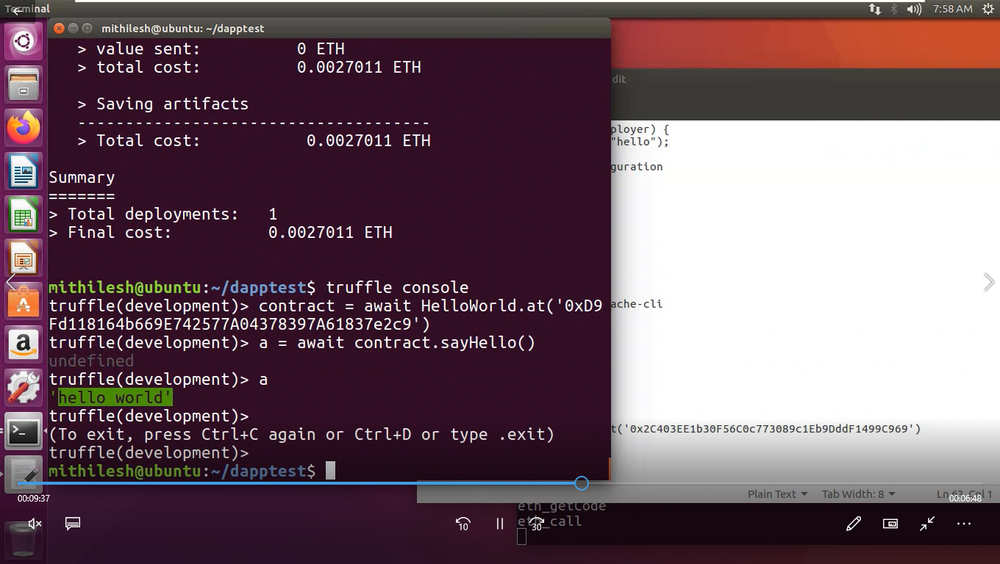 Terminal
7:58 AM
mithilesh@ubuntu: ~/dapptest
> value sent: 0 ETH
> total cost: 0.0027011 ETH
> Saving artifacts
-------------------------------------
> Total cost: 0.0027011 ETH
Summary
=======
> Total deployments: 1
> Final cost: 0.0027011 ETH
mithilesh@ubuntu:~/dapptest$ truffle console
truffle(development)> contract = await HelloWorld.at('0xD9
Fd118164b669E742577A04378397A61837e2c9')
truffle(development)> a = await contract.sayHello()
undefined
truffle(development)> a
'hello world'
truffle(development)>
(To exit, press Ctrl+C again or Ctrl+D or type .exit)
truffle(development)>
mithilesh@ubuntu:~/dapptest$
dit
ployer) {
"hello");
guration
ache-cli
t('0x2C403EE1b30F56C0c773089c1Eb9DddF1499C969')
Plain Text
Tab Width: 8
Ln 63, Col 1
00:09:37
00:06:48
eth_getCode
eth_call
10
30